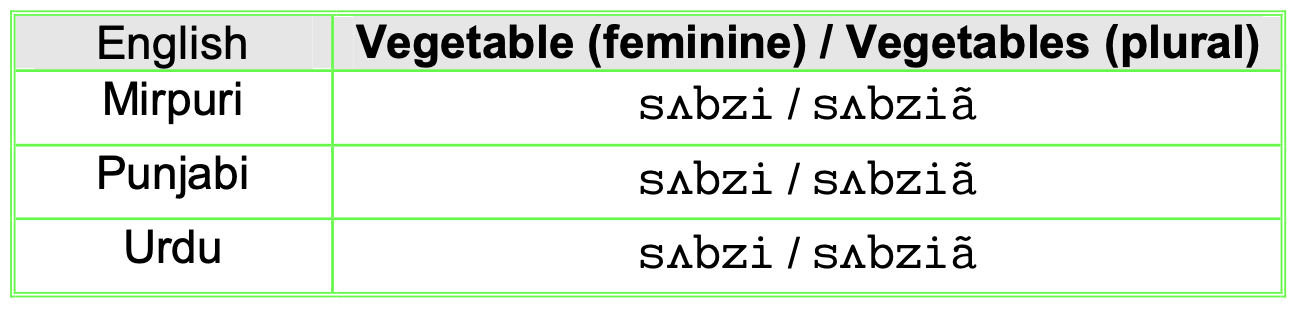 English Vegetable (feminine) / Vegetables (plural)
Mirpuri sʌbzi / sʌbziã
Punjabi sʌbzi / sʌbziã
Urdu sʌbzi / sʌbziã